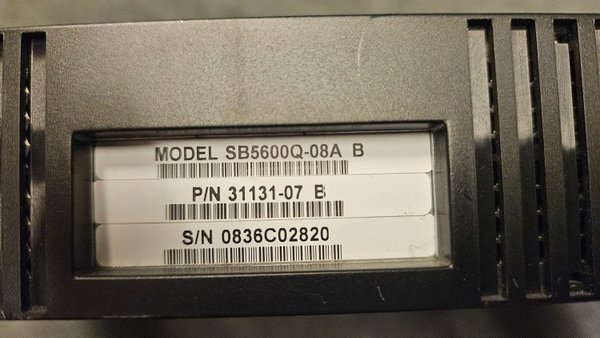 MODEL SB5600Q-08A B
P/N 31131-07 B
S/N 0836C02820